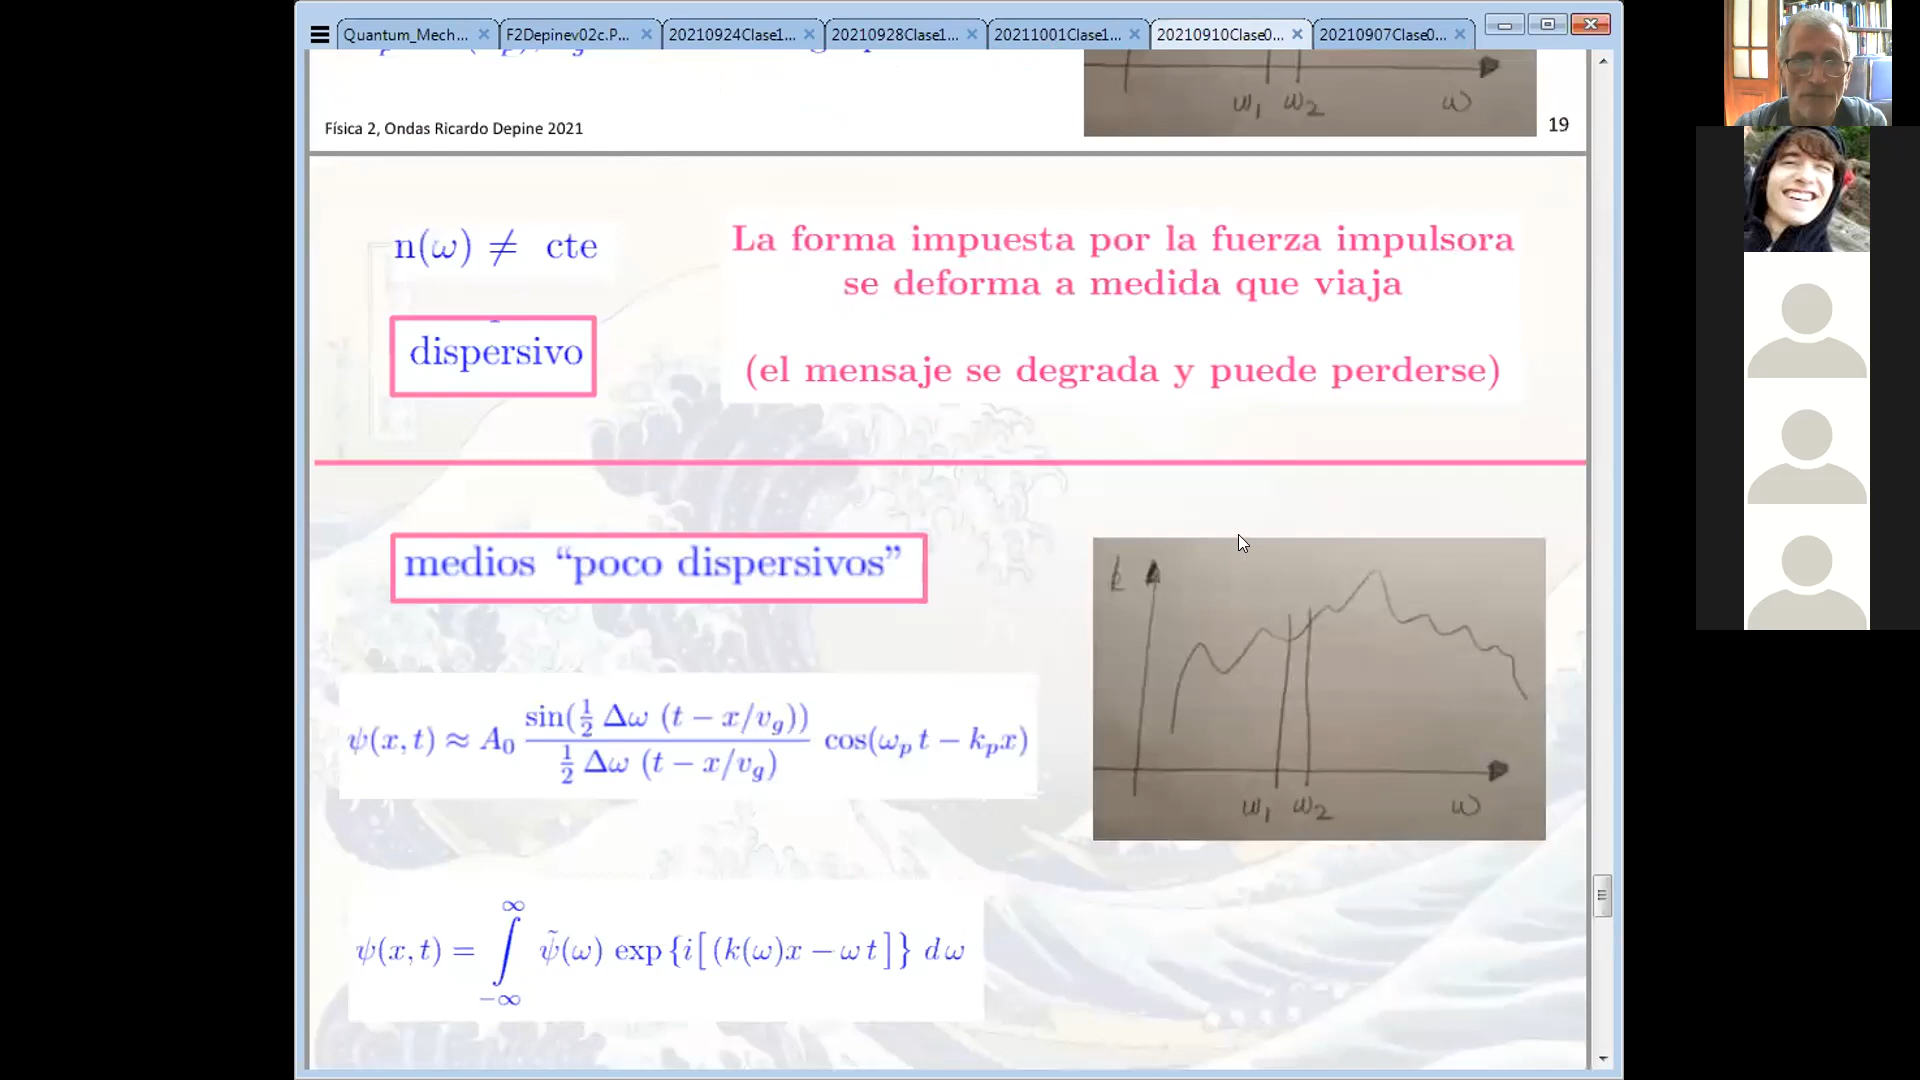 Quantum_Mech...
F2Depinev02c.P...
20210924Clase1...
20210928Clase1...
20211001Clase1...
20210910Clase0...
20210907Clase0...
ω₁ ω₂ ω
Física 2, Ondas Ricardo Depine 2021
19
n(ω) ≠ cte
La forma impuesta por la fuerza impulsora
se deforma a medida que viaja
dispersivo
(el mensaje se degrada y puede perderse)
medios “poco dispersivos”
k
ψ(x, t) ≈ A₀ sin(½ Δω (t − x/v_g)) / ½ Δω (t − x/v_g) cos(ω_p t − k_p x)
ω₁ ω₂ ω
ψ(x, t) = ∫_{−∞}^{∞} ψ̃(ω) exp{i[(k(ω)x − ω t]} dω